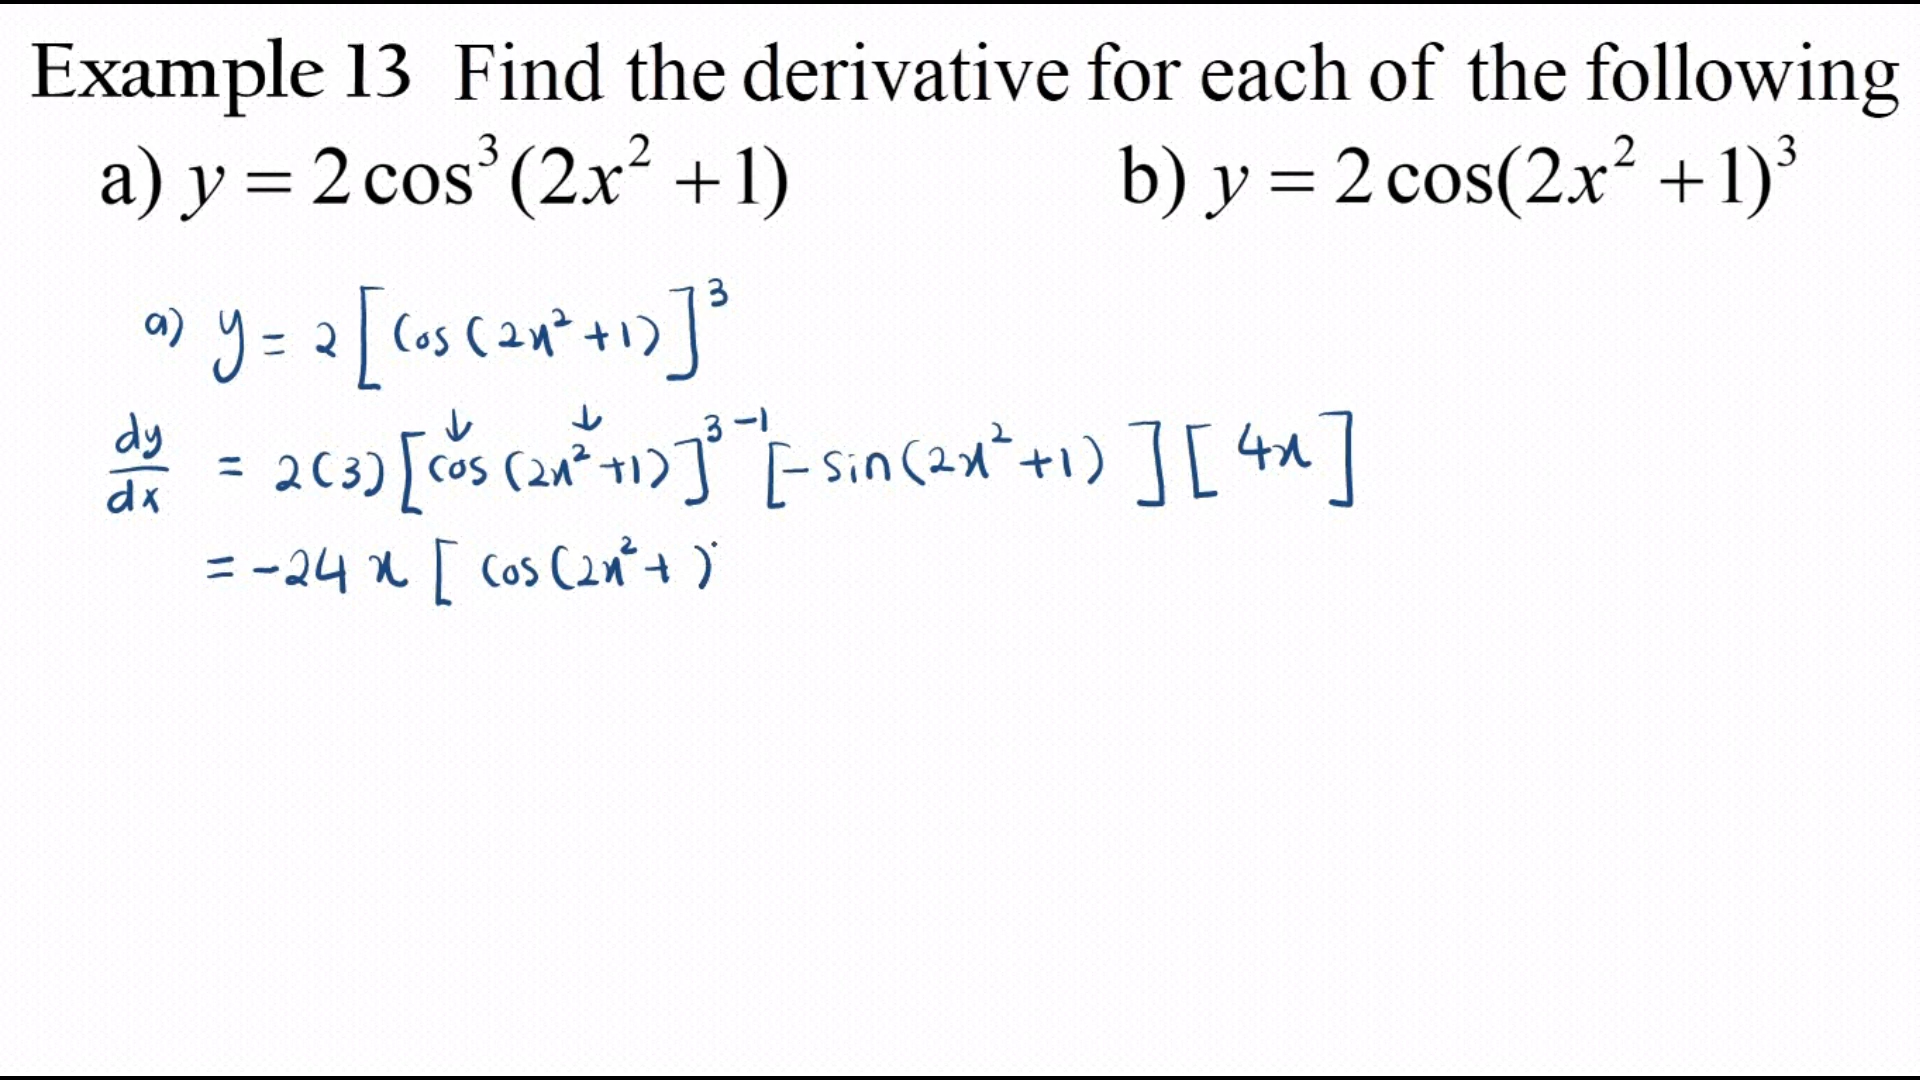 Example 13 Find the derivative for each of the following
a) y = 2cos³(2x² + 1) b) y = 2cos(2x² + 1)³
a) y = 2[cos(2x² + 1)]³
dy/dx = 2(3)[cos(2x² + 1)]³⁻¹[-sin(2x² + 1)][4x]
= -24x[cos(2x² + )